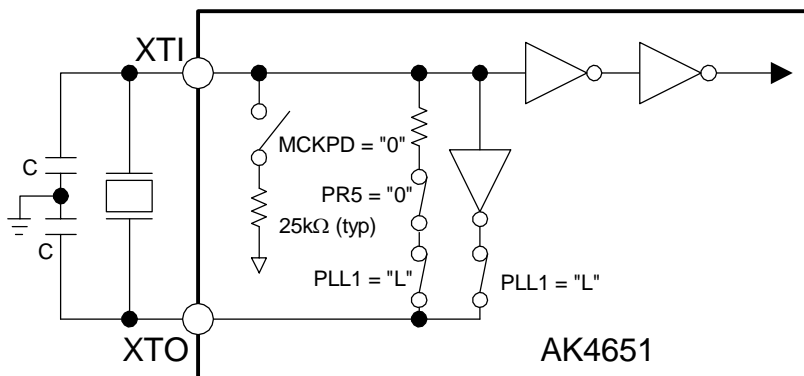 XTI
C
C
MCKPD = "0"
25kΩ (typ)
PR5 = "0"
PLL1 = "L"
PLL1 = "L"
XTO
AK4651